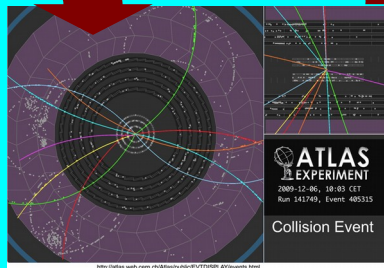 ATLAS
EXPERIMENT
2009-12-06, 10:03 CET
Run 141749, Event 405315
Collision Event
http://atlas.web.cern.ch/Atlas/public/EVTDISPLAY/events.html